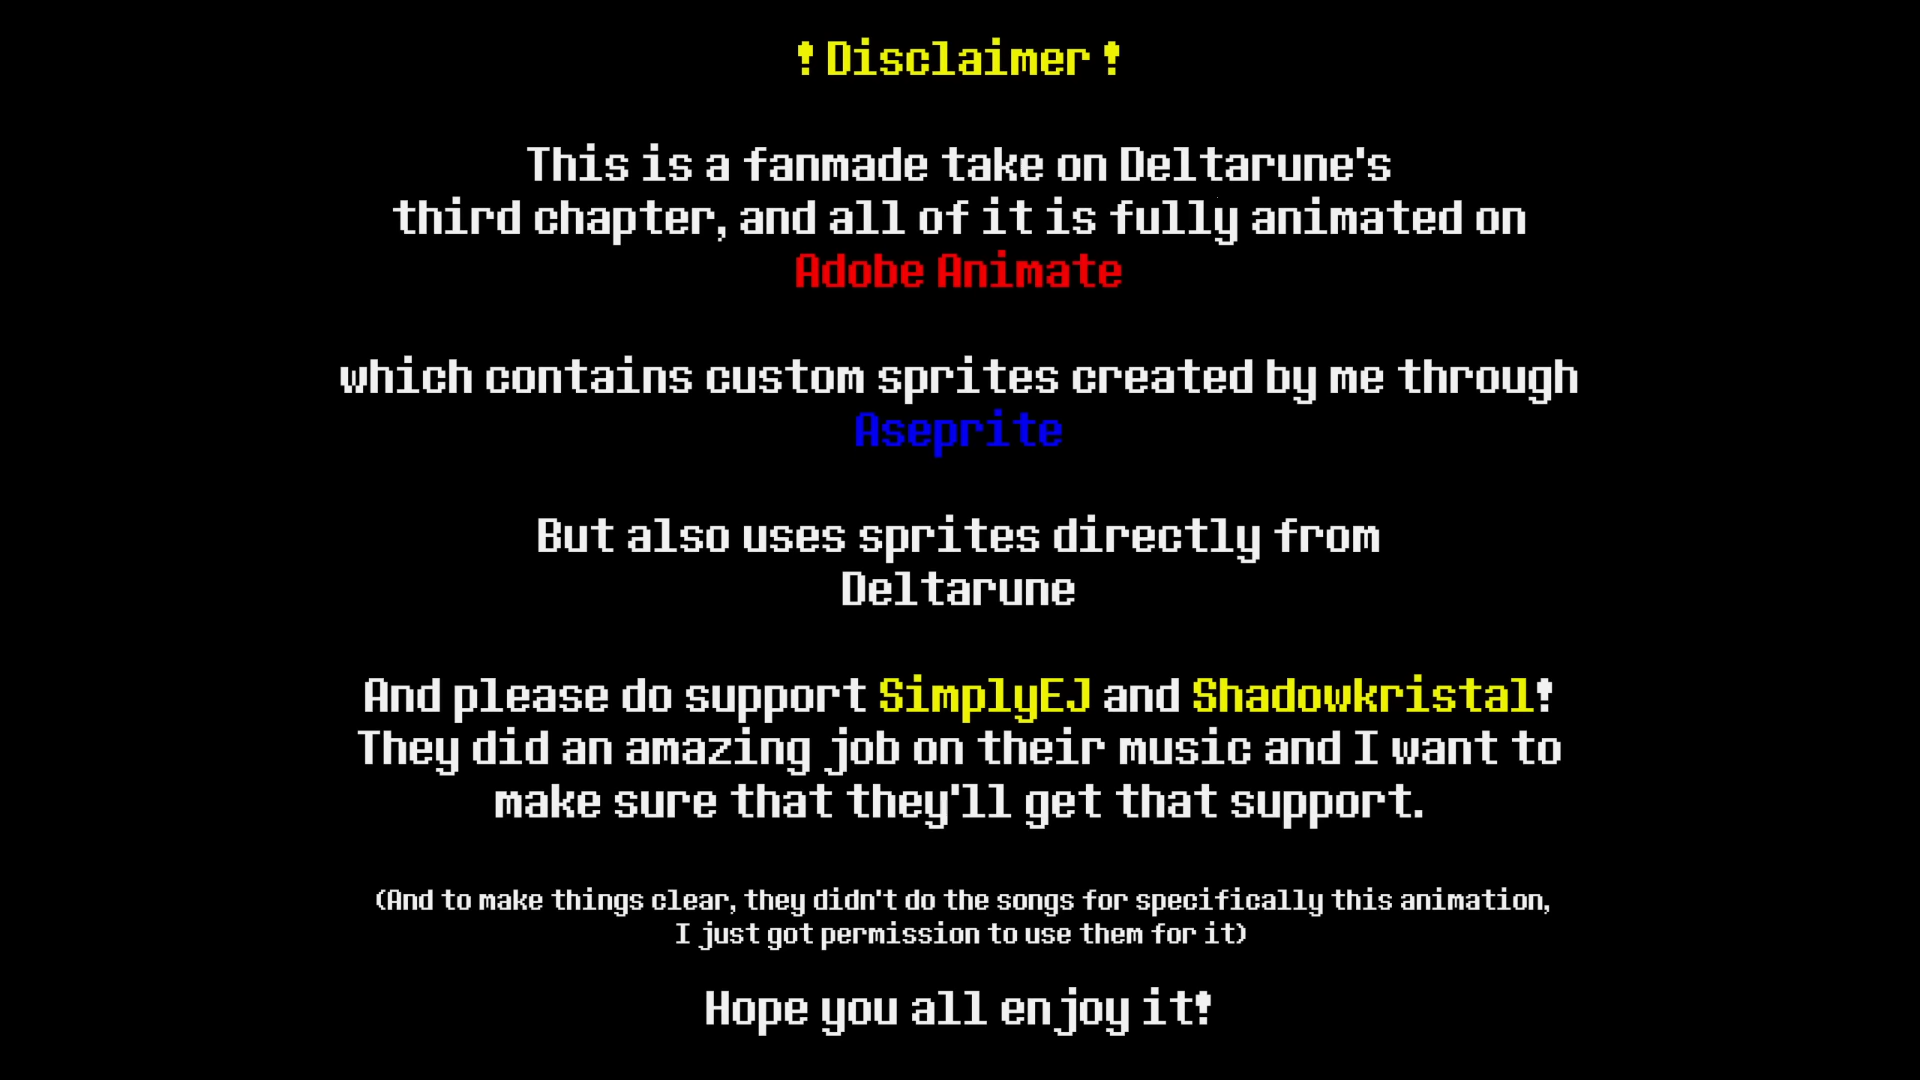 ! Disclaimer !
This is a fanmade take on Deltarune's
third chapter, and all of it is fully animated on
Adobe Animate
which contains custom sprites created by me through
Aseprite
But also uses sprites directly from
Deltarune
And please do support SimplyEJ and Shadowkristal!
They did an amazing job on their music and I want to
make sure that they'll get that support.
(And to make things clear, they didn't do the songs for specifically this animation,
I just got permission to use them for it)
Hope you all enjoy it!